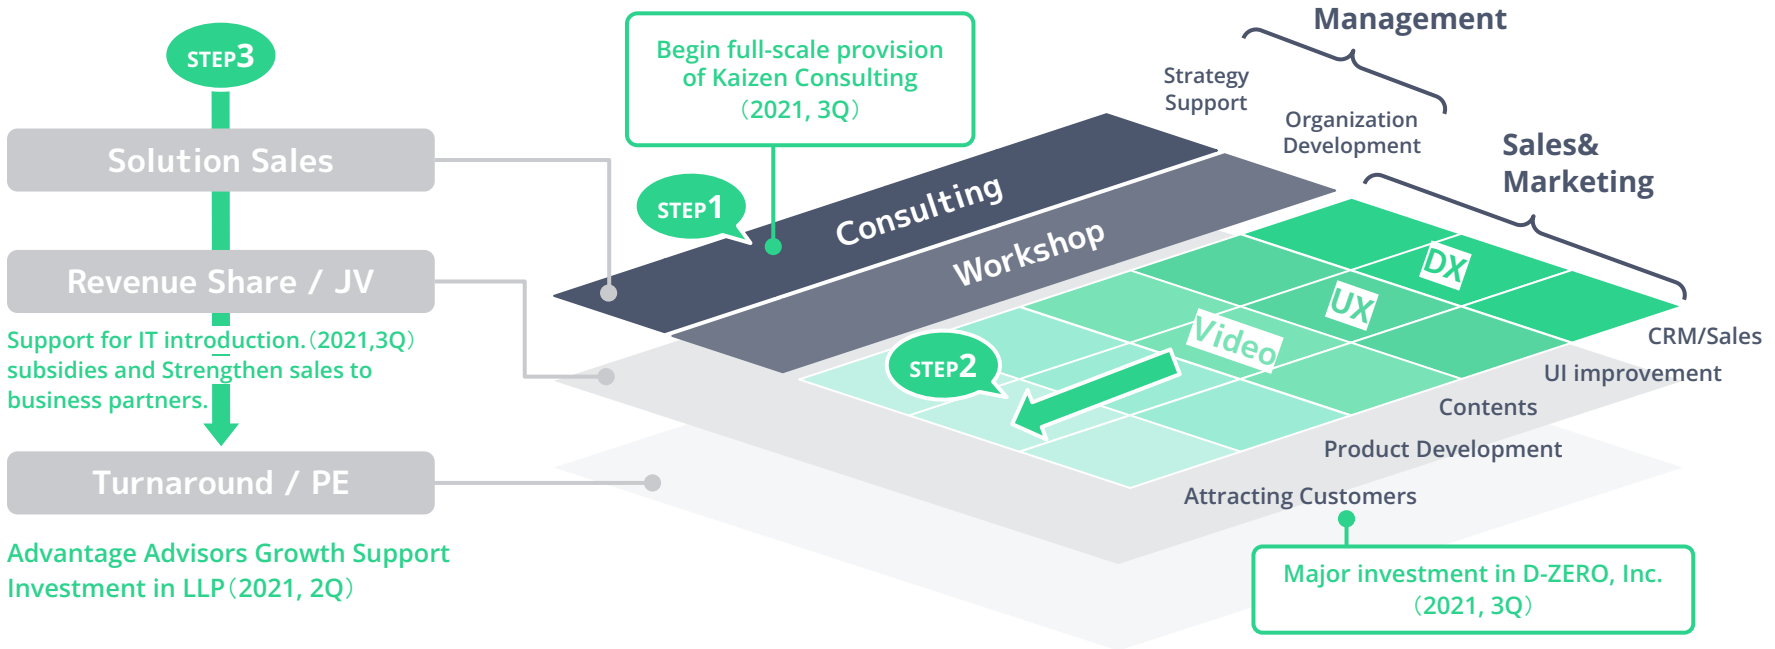 STEP3
Solution Sales
Revenue Share / JV
Support for IT introduction.（2021,3Q）
subsidies and Strengthen sales to
business partners.
Turnaround / PE
Advantage Advisors Growth Support
Investment in LLP（2021, 2Q）
Begin full-scale provision
of Kaizen Consulting
（2021, 3Q）
STEP1
Consulting
Workshop
STEP2
Video
UX
DX
Management
Strategy
Support
Organization
Development
Sales&
Marketing
CRM/Sales
UI improvement
Contents
Product Development
Attracting Customers
Major investment in D-ZERO, Inc.
（2021, 3Q）